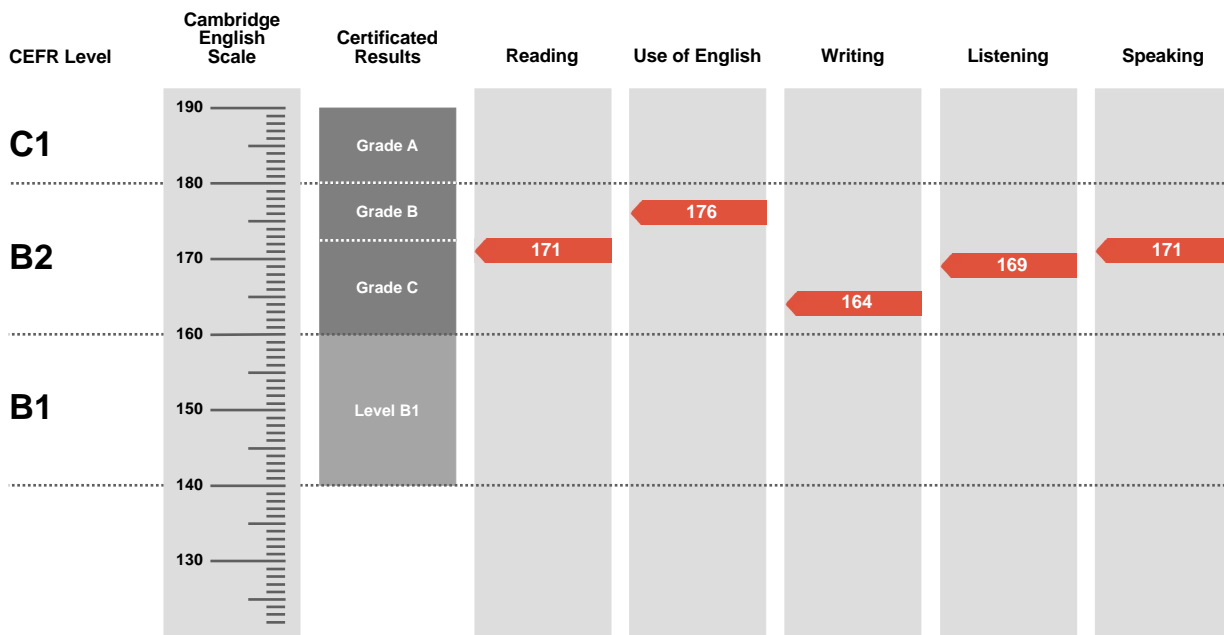 CEFR Level
Cambridge
English
Scale
Certificated
Results
Reading
Use of English
Writing
Listening
Speaking
190
C1
Grade A
180
Grade B
176
B2
171
171
170
169
Grade C
164
160
B1
150
Level B1
140
130